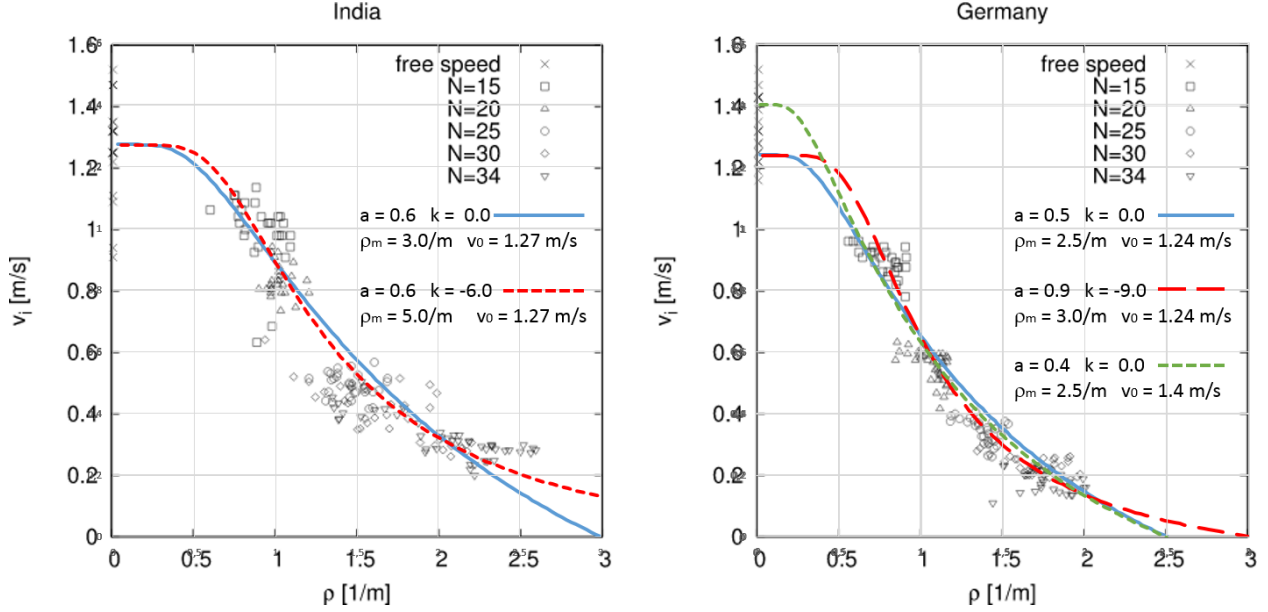 India
1.6
1.4
1.2
1
0.8
0.6
0.4
0.2
0
v_i [m/s]
free speed
N=15
N=20
N=25
N=30
N=34
a = 0.6 k = 0.0
ρm = 3.0/m v0 = 1.27 m/s
a = 0.6 k = -6.0
ρm = 5.0/m v0 = 1.27 m/s
0 0.5 1 1.5 2 2.5 3
ρ [1/m]
Germany
1.6
1.4
1.2
1
0.8
0.6
0.4
0.2
0
v_i [m/s]
free speed
N=15
N=20
N=25
N=30
N=34
a = 0.5 k = 0.0
ρm = 2.5/m v0 = 1.24 m/s
a = 0.9 k = -9.0
ρm = 3.0/m v0 = 1.24 m/s
a = 0.4 k = 0.0
ρm = 2.5/m v0 = 1.4 m/s
0 0.5 1 1.5 2 2.5 3
ρ [1/m]